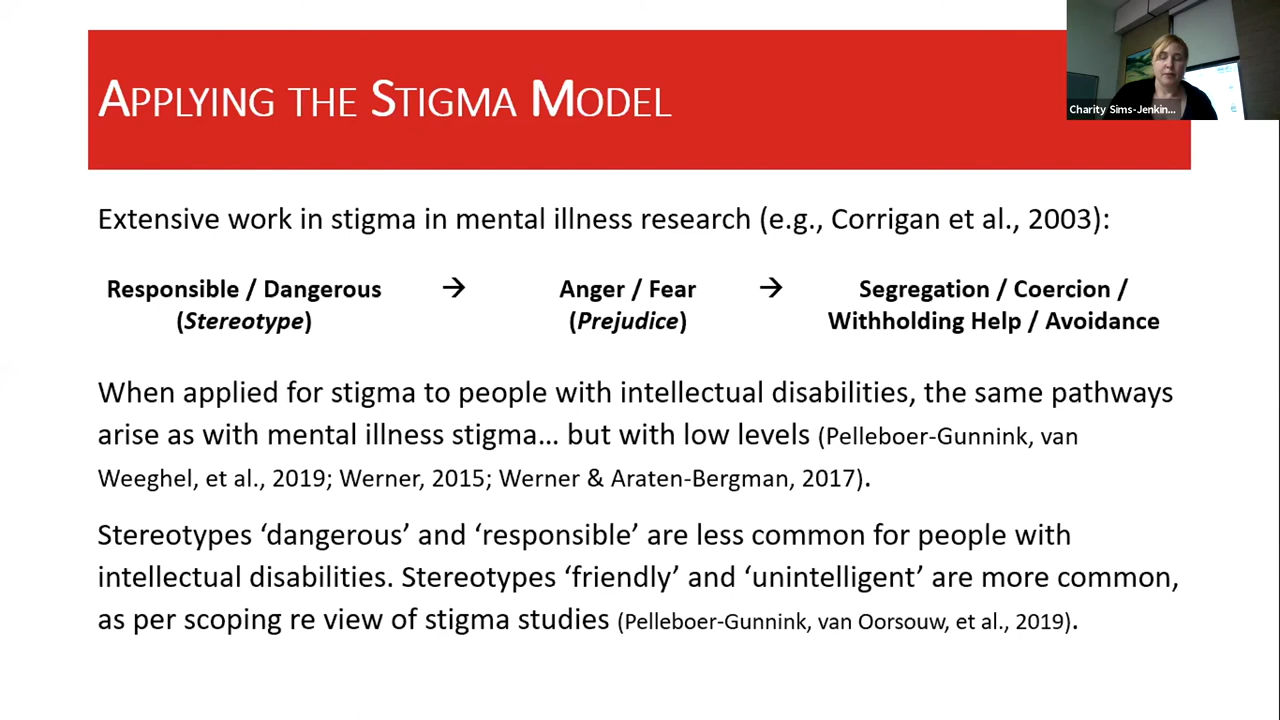 APPLYING THE STIGMA MODEL
Charity Sims-Jenkin...
Extensive work in stigma in mental illness research (e.g., Corrigan et al., 2003):
Responsible / Dangerous → Anger / Fear → Segregation / Coercion /
(Stereotype) (Prejudice) Withholding Help / Avoidance
When applied for stigma to people with intellectual disabilities, the same pathways
arise as with mental illness stigma… but with low levels (Pelleboer-Gunnink, van
Weeghel, et al., 2019; Werner, 2015; Werner & Araten-Bergman, 2017).
Stereotypes ‘dangerous’ and ‘responsible’ are less common for people with
intellectual disabilities. Stereotypes ‘friendly’ and ‘unintelligent’ are more common,
as per scoping re view of stigma studies (Pelleboer-Gunnink, van Oorsouw, et al., 2019).